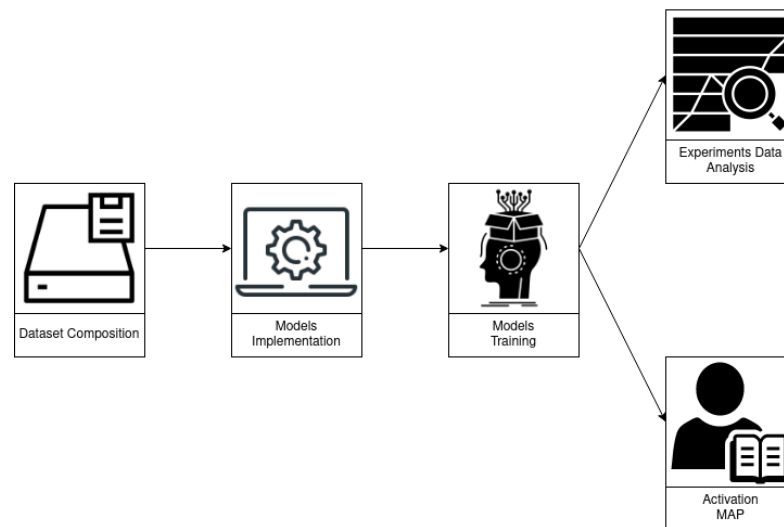 Dataset Composition
Models
Implementation
Models
Training
Experiments Data
Analysis
Activation
MAP